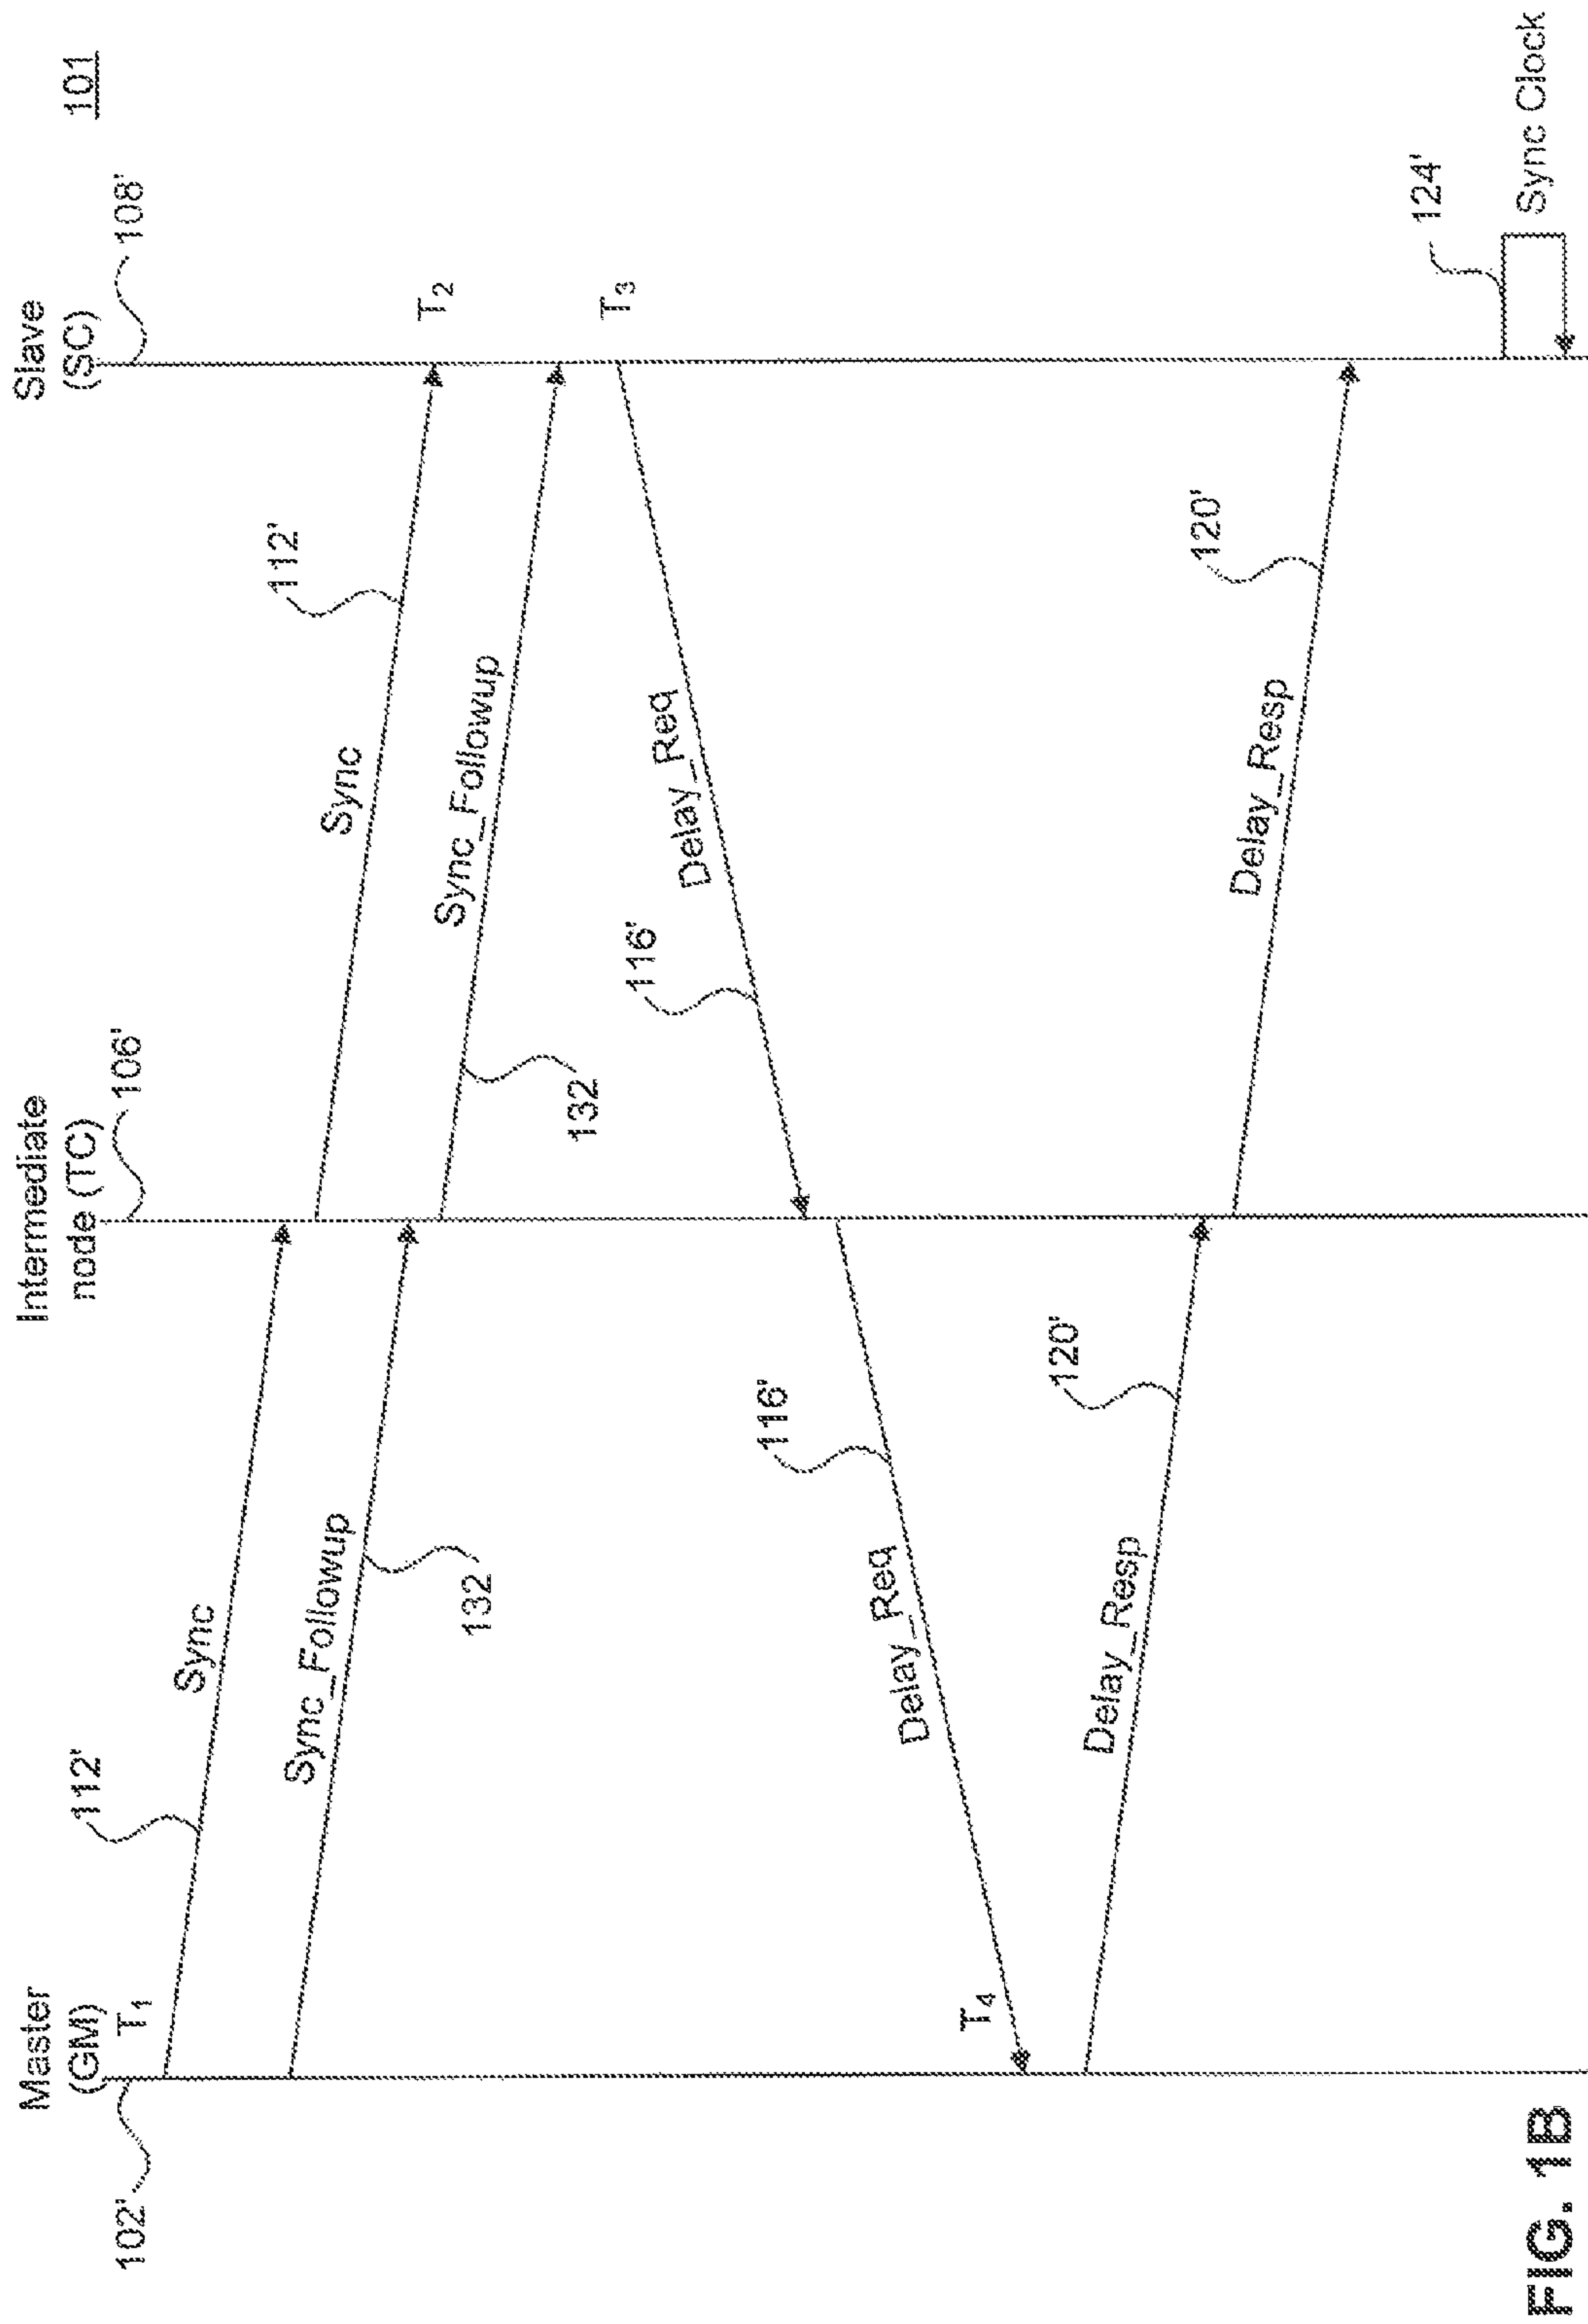 101
Master
(GM)
Intermediate
node (TC)
Slave
(SC)
102'
106'
108'
T1
112'
Sync
Sync
112'
T2
Sync_Followup
132
Sync_Followup
132
T3
Delay_Req
116'
Delay_Req
116'
T4
Delay_Resp
120'
Delay_Resp
120'
124'
Sync Clock
FIG. 1B